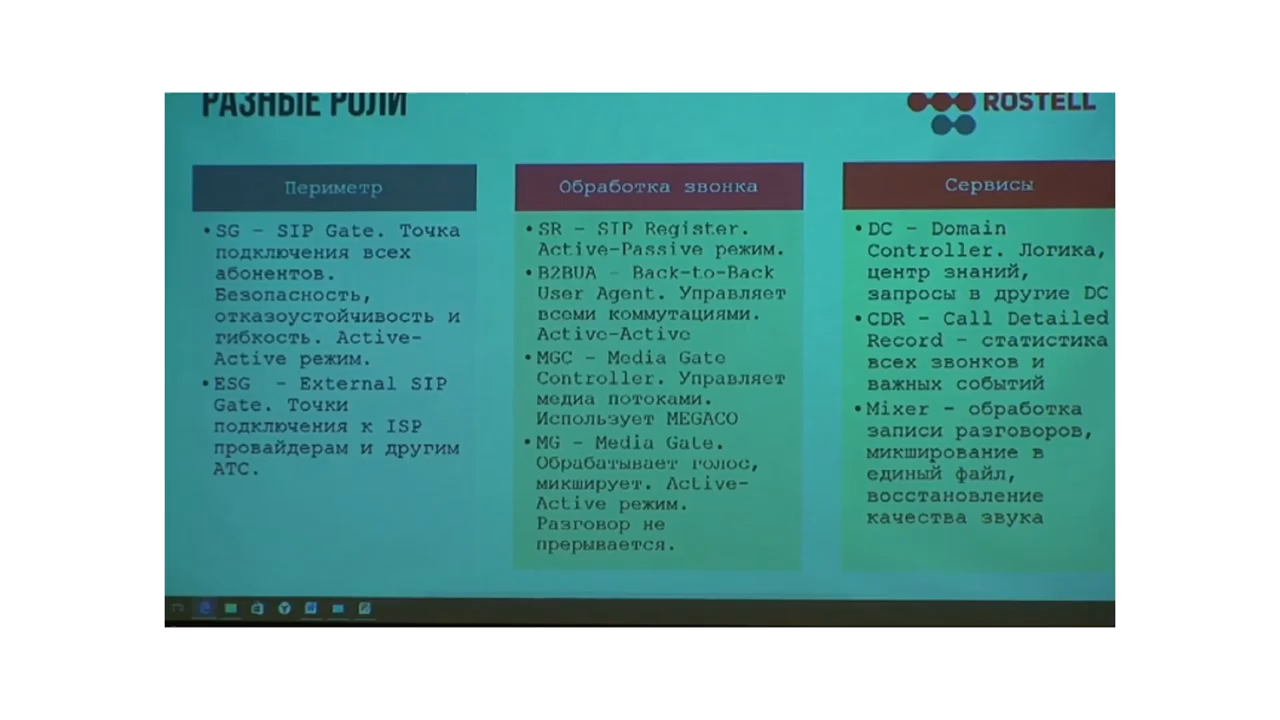 РАЗНЫЕ РОЛИ
ROSTELL
Периметр
•SG – SIP Gate. Точка
подключения всех
абонентов.
Безопасность,
отказоустойчивость и
гибкость. Active-
Active режим.
•ESG – External SIP
Gate. Точки
подключения к ISP
провайдерам и другим
АТС.
Обработка звонка
•SR – SIP Register.
Active-Passive режим.
•B2BUA – Back-to-Back
User Agent. Управляет
всеми коммутациями.
Active-Active
•MGC – Media Gate
Controller. Управляет
медиа потоками.
Использует MEGACO
•MG – Media Gate.
Обрабатывает голос,
микширует. Active-
Active режим.
Разговор не
прерывается.
Сервисы
•DC – Domain
Controller. Логика,
центр знаний,
запросы в другие DC
•CDR – Call Detailed
Record – статистика
всех звонков и
важных событий
•Mixer – обработка
записи разговоров,
микширование в
единый файл,
восстановление
качества звука